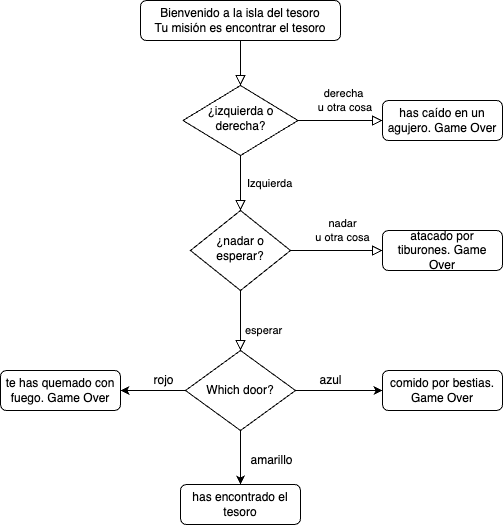 Bienvenido a la isla del tesoro
Tu misión es encontrar el tesoro
¿izquierda o
derecha?
derecha
u otra cosa
has caído en un
agujero. Game Over
Izquierda
¿nadar o
esperar?
nadar
u otra cosa
atacado por
tiburones. Game
Over
esperar
te has quemado con
fuego. Game Over
rojo
Which door?
azul
comido por bestias.
Game Over
amarillo
has encontrado el
tesoro